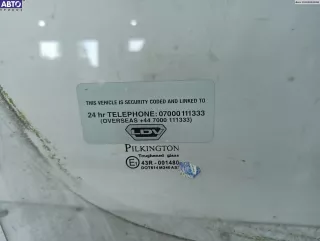 THIS VEHICLE IS SECURITY CODED AND LINKED TO
24 hr TELEPHONE: 07000 111333
(OVERSEAS +44 7000 111333)
LDV
PILKINGTON
Toughened glass
E
43R-001480